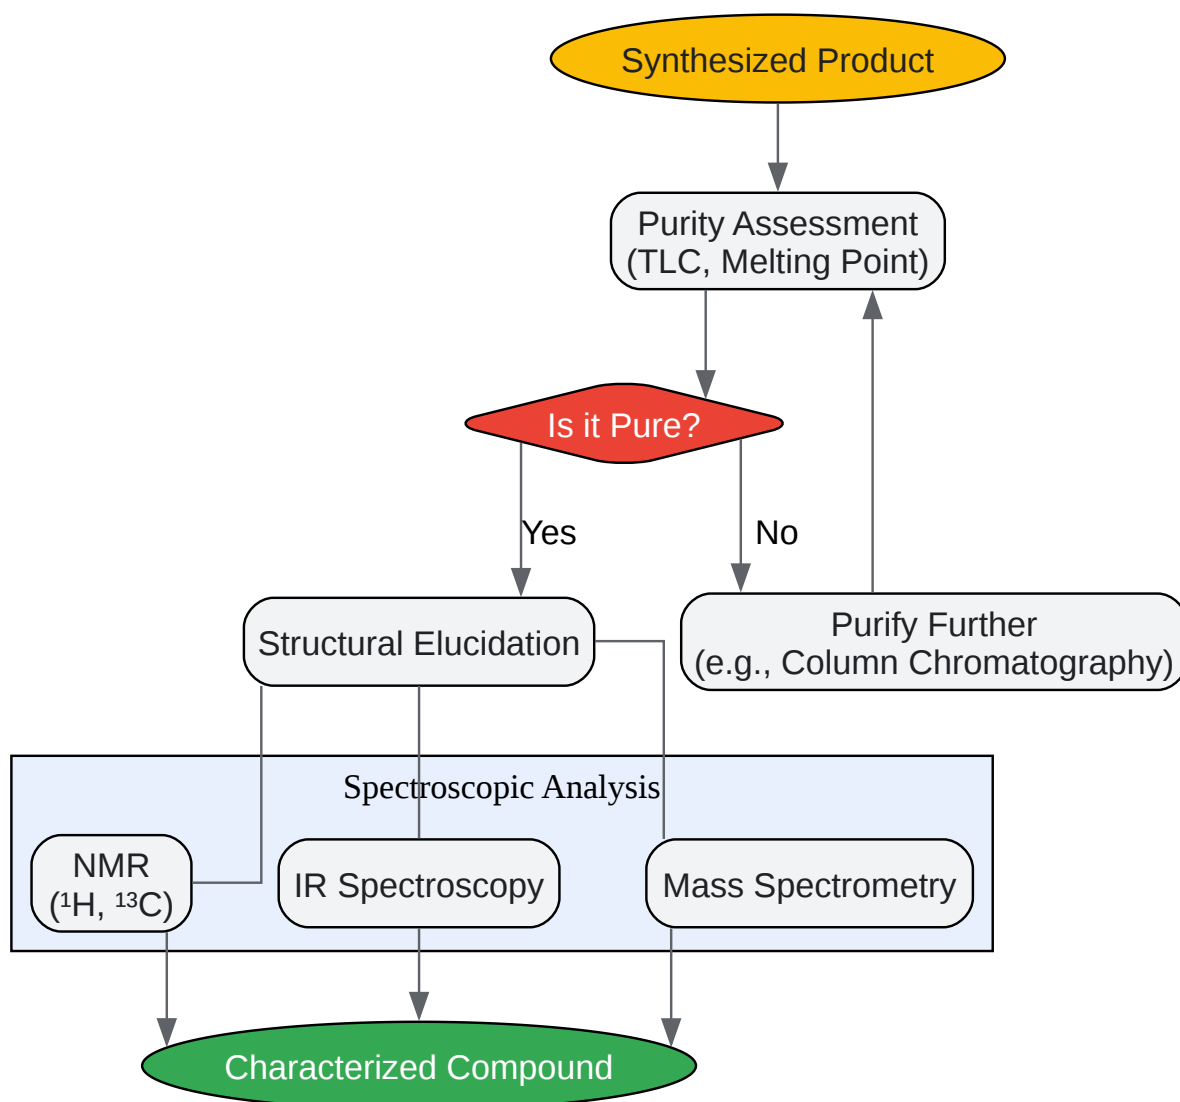 Synthesized Product
Purity Assessment
(TLC, Melting Point)
Is it Pure?
Yes
No
Structural Elucidation
Purify Further
(e.g., Column Chromatography)
Spectroscopic Analysis
NMR
(¹H, ¹³C)
IR Spectroscopy
Mass Spectrometry
Characterized Compound